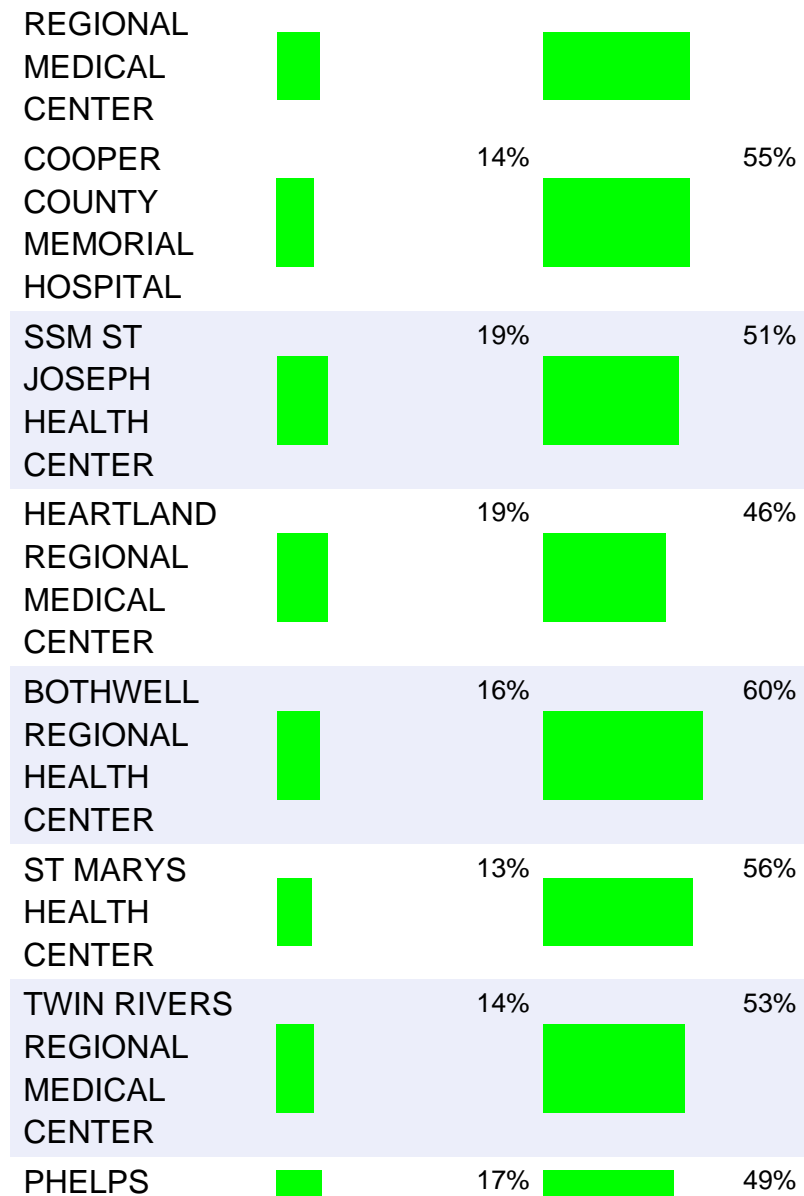 REGIONAL
MEDICAL
CENTER
COOPER 14% 55%
COUNTY
MEMORIAL
HOSPITAL
SSM ST 19% 51%
JOSEPH
HEALTH
CENTER
HEARTLAND 19% 46%
REGIONAL
MEDICAL
CENTER
BOTHWELL 16% 60%
REGIONAL
HEALTH
CENTER
ST MARYS 13% 56%
HEALTH
CENTER
TWIN RIVERS 14% 53%
REGIONAL
MEDICAL
CENTER
PHELPS 17% 49%